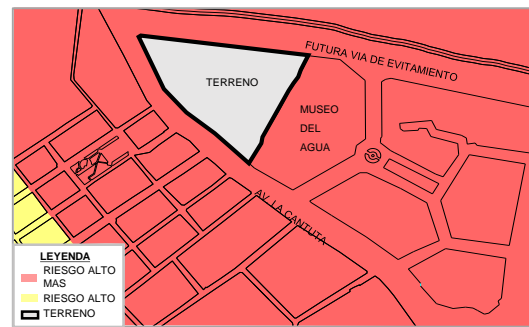 FUTURA VIA DE EVITAMIENTO
TERRENO
MUSEO
DEL
AGUA
AV. LA CANTUTA
LEYENDA
RIESGO ALTO
MAS
RIESGO ALTO
TERRENO